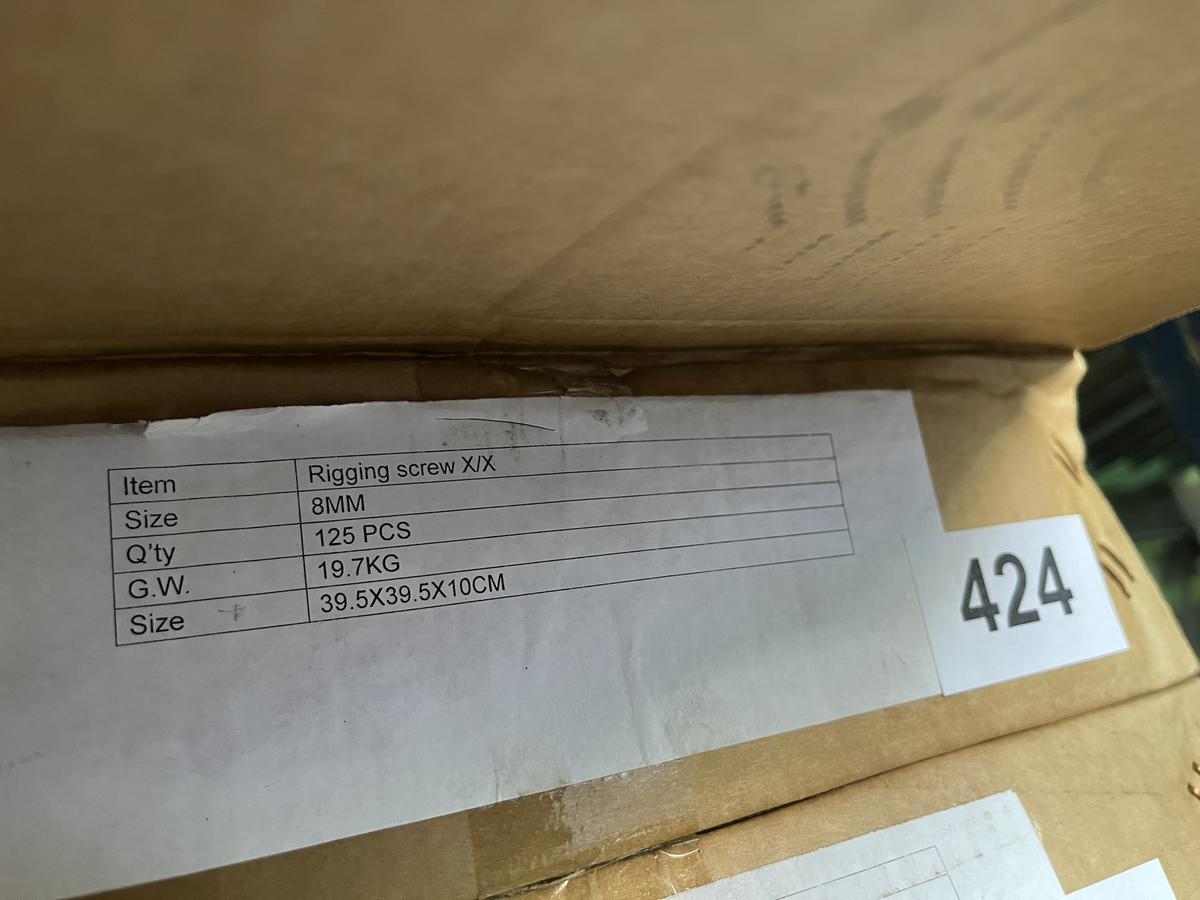 Item Rigging screw X/X
Size 8MM
Q'ty 125 PCS
G.W. 19.7KG
Size 39.5X39.5X10CM
424